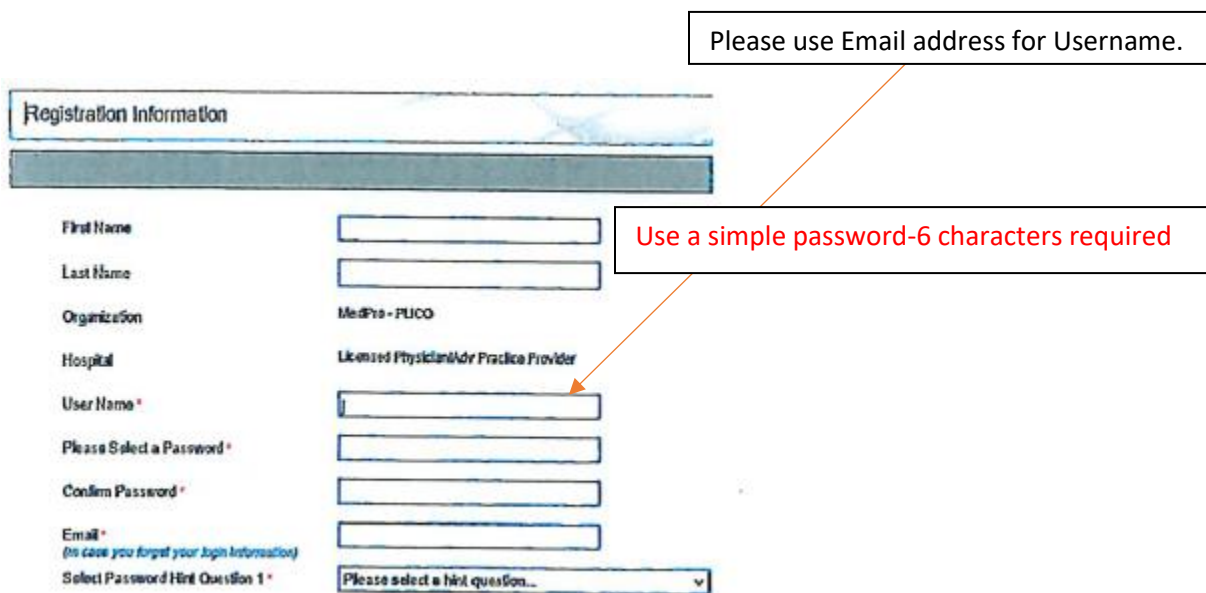 Please use Email address for Username.
Registration Information
First Name
Use a simple password-6 characters required
Last Name
Organization MedPro - PLICO
Hospital Licensed Physician/Adv Practice Provider
User Name *
Please Select a Password *
Confirm Password *
Email *
(in case you forget your login information)
Select Password Hint Question 1 * Please select a hint question...